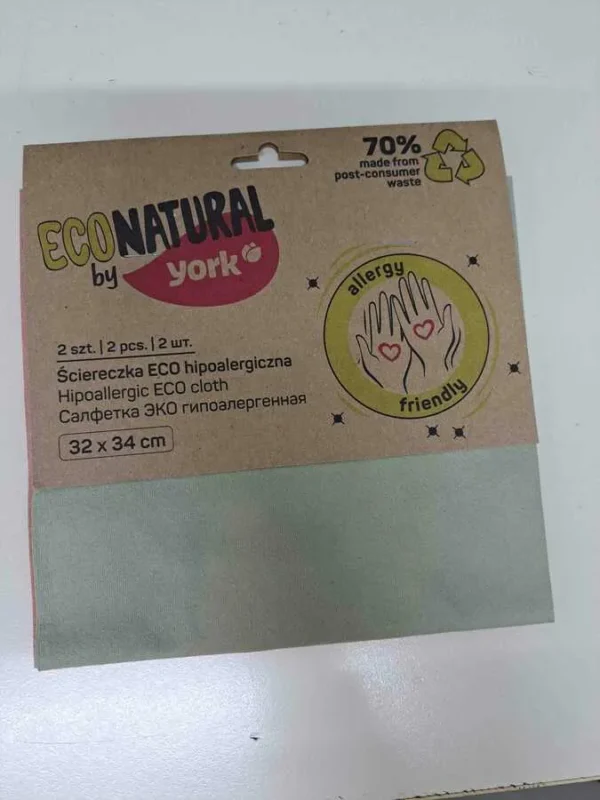 70%
made from
post-consumer
waste
ECONATURAL
by york
allergy
friendly
2 szt. | 2 pcs. | 2 шт.
Ściereczka ECO hipoalergiczna
Hipoallergic ECO cloth
Салфетка ЭКО гипоалергенная
32 x 34 cm